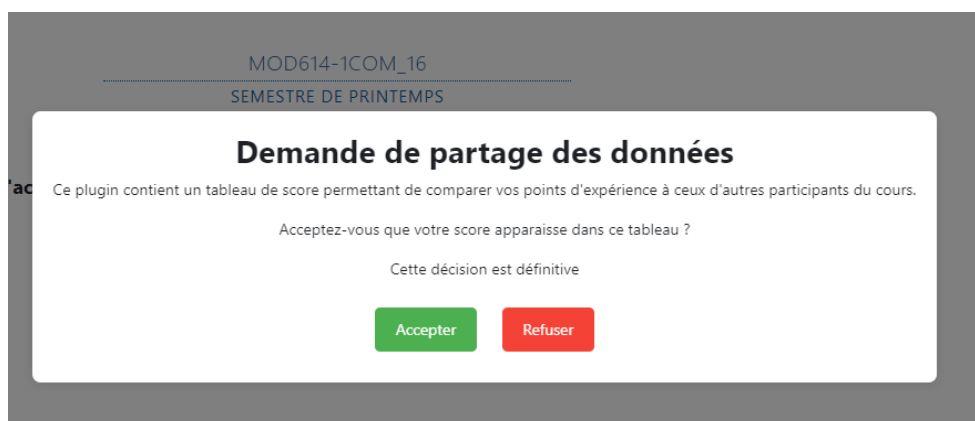 MOD614-1COM_16
SEMESTRE DE PRINTEMPS
Demande de partage des données
'ac
Ce plugin contient un tableau de score permettant de comparer vos points d'expérience à ceux d'autres participants du cours.
Acceptez-vous que votre score apparaisse dans ce tableau ?
Cette décision est définitive
Accepter
Refuser